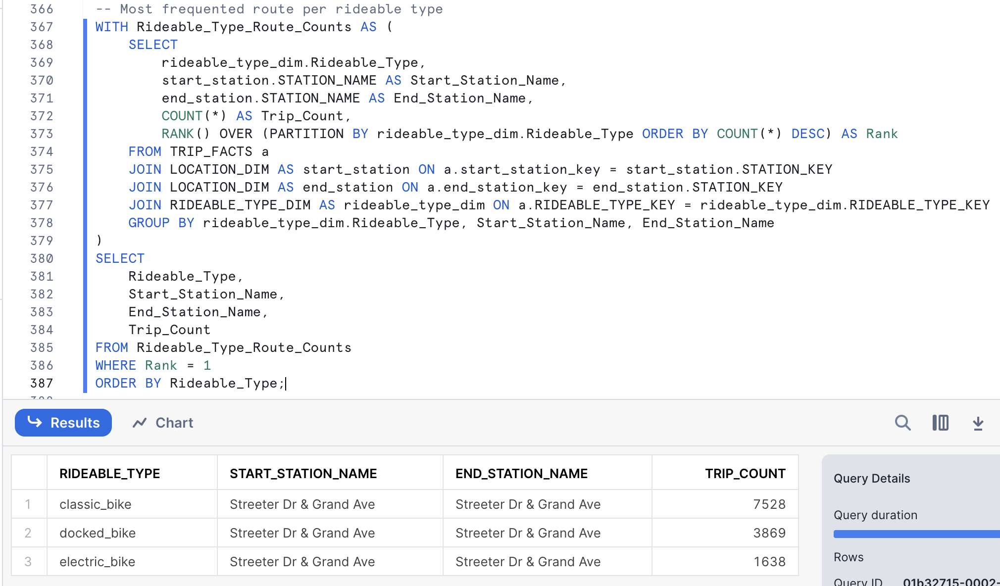 366 -- Most frequented route per rideable type
367 WITH Rideable_Type_Route_Counts AS (
368     SELECT
369         rideable_type_dim.Rideable_Type,
370         start_station.STATION_NAME AS Start_Station_Name,
371         end_station.STATION_NAME AS End_Station_Name,
372         COUNT(*) AS Trip_Count,
373         RANK() OVER (PARTITION BY rideable_type_dim.Rideable_Type ORDER BY COUNT(*) DESC) AS Rank
374     FROM TRIP_FACTS a
375     JOIN LOCATION_DIM AS start_station ON a.start_station_key = start_station.STATION_KEY
376     JOIN LOCATION_DIM AS end_station ON a.end_station_key = end_station.STATION_KEY
377     JOIN RIDEABLE_TYPE_DIM AS rideable_type_dim ON a.RIDEABLE_TYPE_KEY = rideable_type_dim.RIDEABLE_TYPE_KEY
378     GROUP BY rideable_type_dim.Rideable_Type, Start_Station_Name, End_Station_Name
379 )
380 SELECT
381     Rideable_Type,
382     Start_Station_Name,
383     End_Station_Name,
384     Trip_Count
385 FROM Rideable_Type_Route_Counts
386 WHERE Rank = 1
387 ORDER BY Rideable_Type;
Results Chart
RIDEABLE_TYPE START_STATION_NAME END_STATION_NAME TRIP_COUNT
1 classic_bike Streeter Dr & Grand Ave Streeter Dr & Grand Ave 7528
2 docked_bike Streeter Dr & Grand Ave Streeter Dr & Grand Ave 3869
3 electric_bike Streeter Dr & Grand Ave Streeter Dr & Grand Ave 1638
Query Details
Query duration
Rows
Query ID 01b32715-0002-